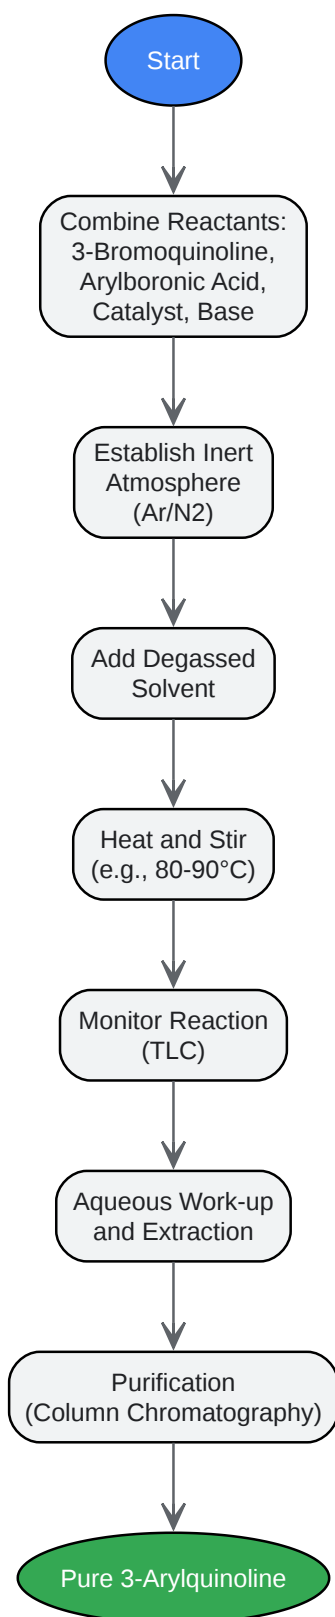 Start
Combine Reactants:
3-Bromoquinoline,
Arylboronic Acid,
Catalyst, Base
Establish Inert
Atmosphere
(Ar/N2)
Add Degassed
Solvent
Heat and Stir
(e.g., 80-90°C)
Monitor Reaction
(TLC)
Aqueous Work-up
and Extraction
Purification
(Column Chromatography)
Pure 3-Arylquinoline